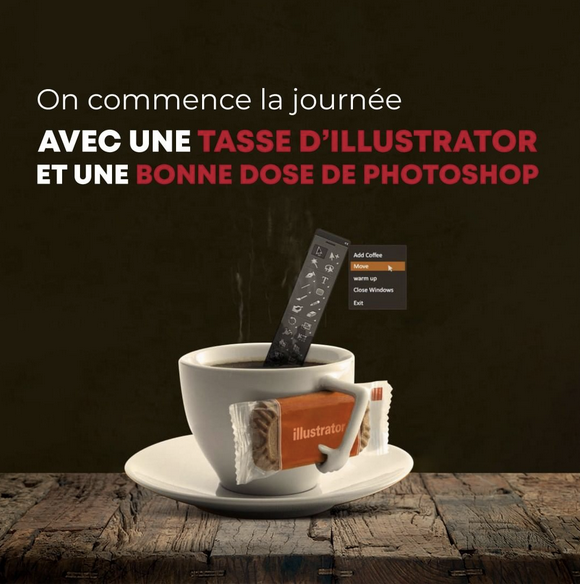 On commence la journée
AVEC UNE TASSE D'ILLUSTRATOR
ET UNE BONNE DOSE DE PHOTOSHOP
Add Coffee
Move
warm up
Close Windows
Exit
illustrator